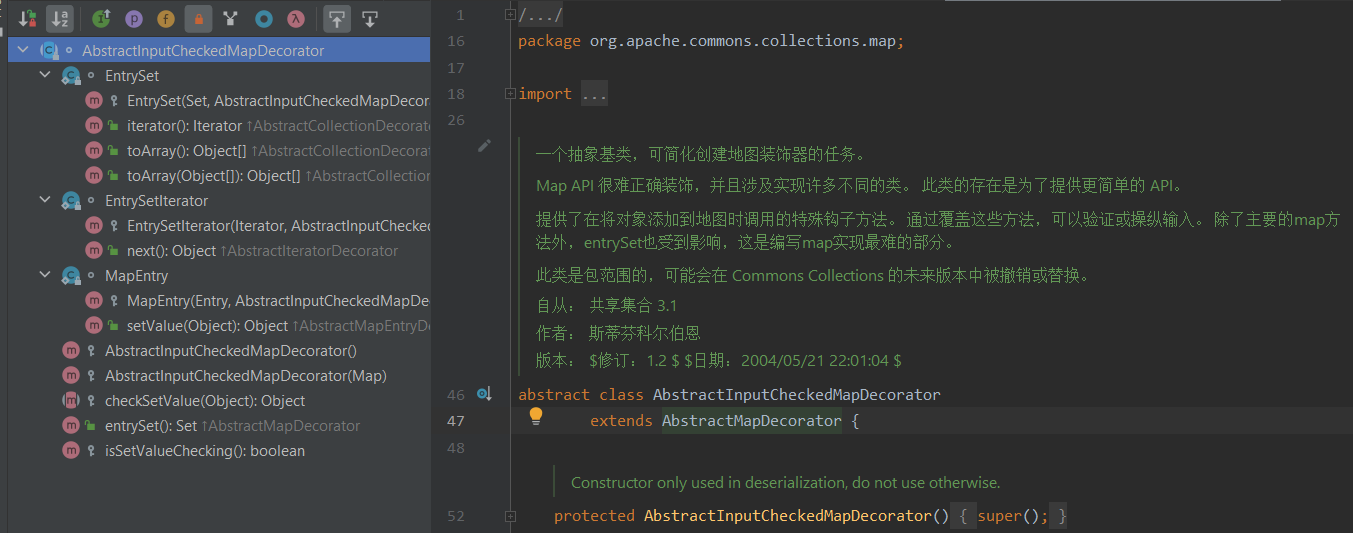 AbstractInputCheckedMapDecorator
EntrySet
EntrySet(Set, AbstractInputCheckedMapDecor
iterator(): Iterator ↑AbstractCollectionDecorat
toArray(): Object[] ↑AbstractCollectionDecorat
toArray(Object[]): Object[] ↑AbstractCollection
EntrySetIterator
EntrySetIterator(Iterator, AbstractInputChecked
next(): Object ↑AbstractIteratorDecorator
MapEntry
MapEntry(Entry, AbstractInputCheckedMapDe
setValue(Object): Object ↑AbstractMapEntryD
AbstractInputCheckedMapDecorator()
AbstractInputCheckedMapDecorator(Map)
checkSetValue(Object): Object
entrySet(): Set ↑AbstractMapDecorator
isSetValueChecking(): boolean
1 /.../
16 package org.apache.commons.collections.map;
17
18 import ...
26
一个抽象基类，可简化创建地图装饰器的任务。
Map API 很难正确装饰，并且涉及实现许多不同的类。 此类的存在是为了提供更简单的 API。
提供了在将对象添加到地图时调用的特殊钩子方法。 通过覆盖这些方法，可以验证或操纵输入。 除了主要的map方
法外，entrySet也受到影响，这是编写map实现最难的部分。
此类是包范围的，可能会在 Commons Collections 的未来版本中被撤销或替换。
自从： 共享集合 3.1
作者： 斯蒂芬科尔伯恩
版本： $修订：1.2 $ $日期：2004/05/21 22:01:04 $
46 abstract class AbstractInputCheckedMapDecorator
47 extends AbstractMapDecorator {
48
Constructor only used in deserialization, do not use otherwise.
52 protected AbstractInputCheckedMapDecorator() { super(); }